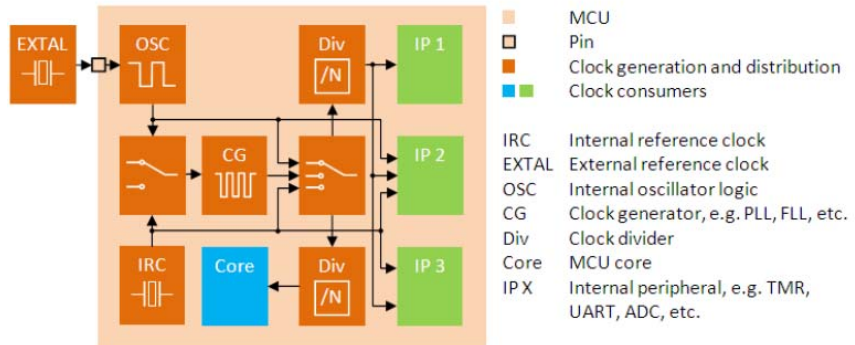 EXTAL
OSC
Div
/N
IP 1
CG
IP 2
IRC
Core
Div
/N
IP 3
MCU
Pin
Clock generation and distribution
Clock consumers
IRC Internal reference clock
EXTAL External reference clock
OSC Internal oscillator logic
CG Clock generator, e.g. PLL, FLL, etc.
Div Clock divider
Core MCU core
IP X Internal peripheral, e.g. TMR,
UART, ADC, etc.